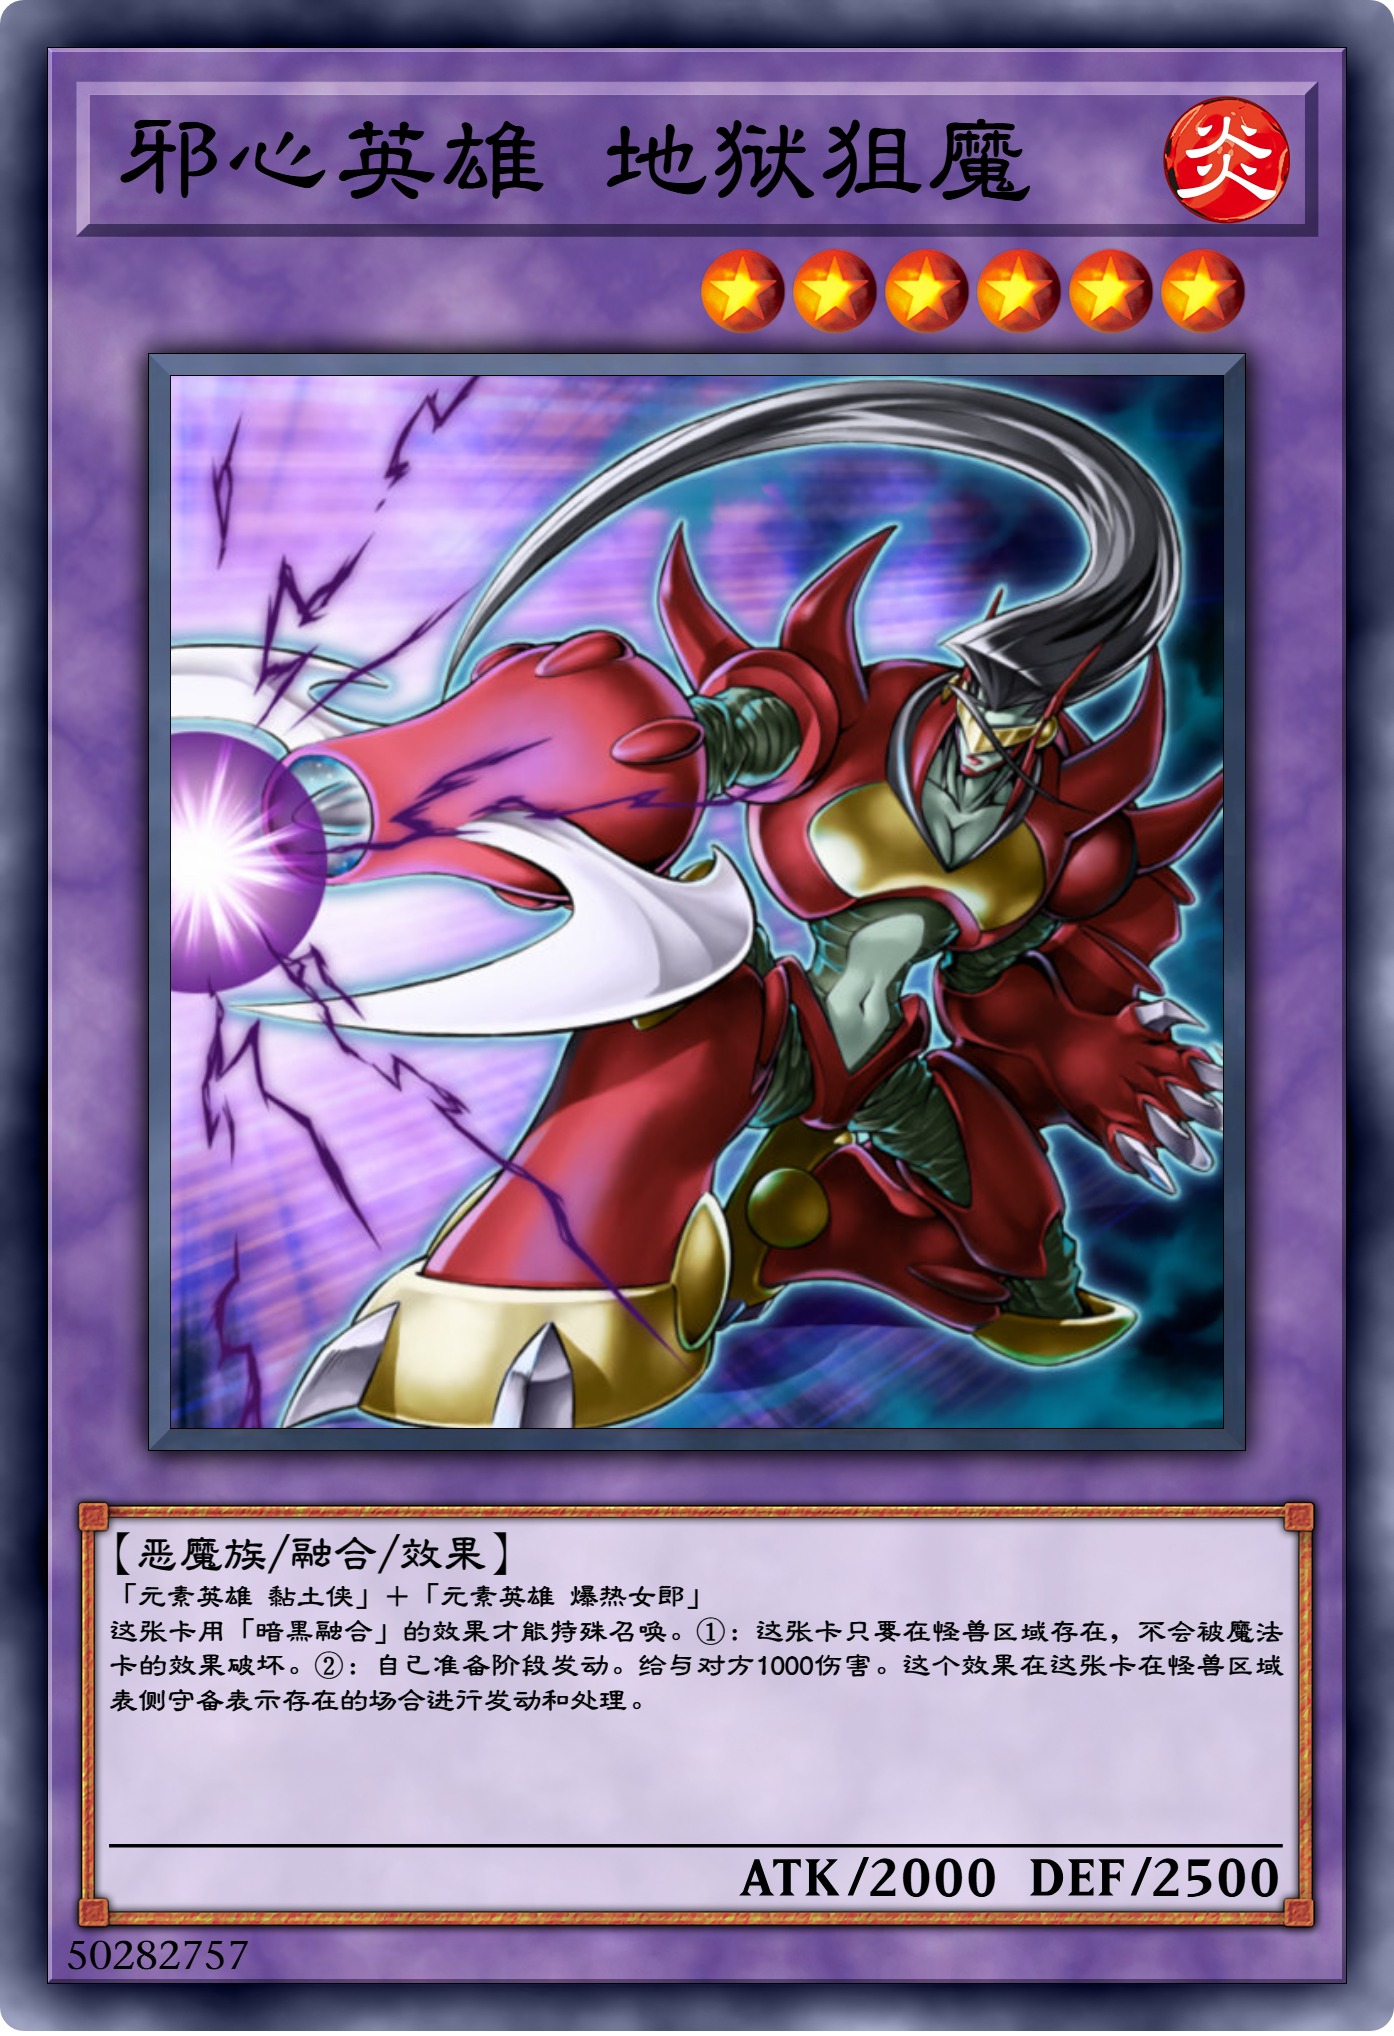 邪心英雄 地狱狙魔
炎
【恶魔族/融合/效果】
「元素英雄 黏土侠」＋「元素英雄 爆热女郎」
这张卡用「暗黑融合」的效果才能特殊召唤。①：这张卡只要在怪兽区域存在，不会被魔法
卡的效果破坏。②：自己准备阶段发动。给与对方1000伤害。这个效果在这张卡在怪兽区域
表侧守备表示存在的场合进行发动和处理。
ATK/2000 DEF/2500
50282757